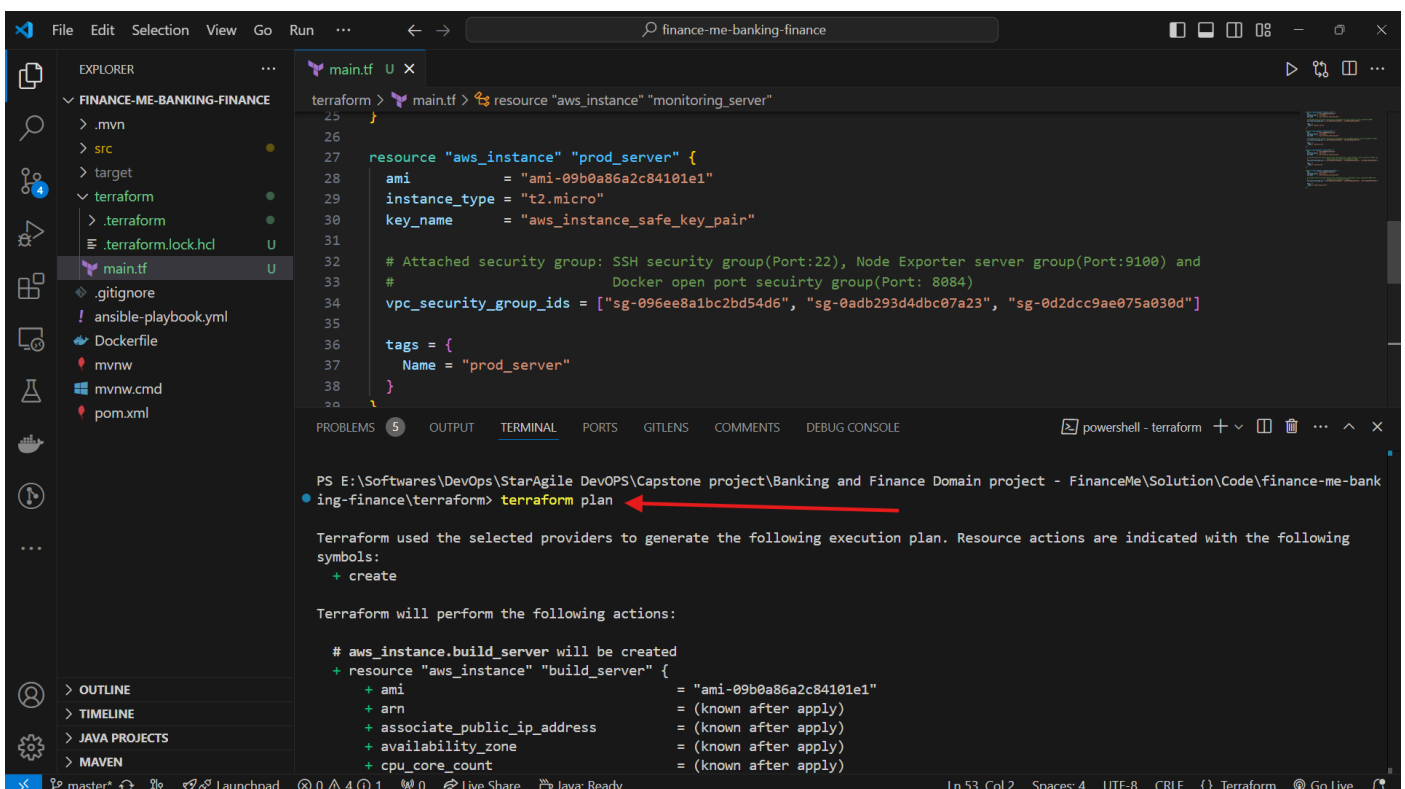 File Edit Selection View Go Run ··· finance-me-banking-finance
EXPLORER ···
FINANCE-ME-BANKING-FINANCE
.mvn
src
target
terraform
.terraform
.terraform.lock.hcl U
main.tf U
.gitignore
ansible-playbook.yml
Dockerfile
mvnw
mvnw.cmd
pom.xml
OUTLINE
TIMELINE
JAVA PROJECTS
MAVEN
4
main.tf U
terraform > main.tf > resource "aws_instance" "monitoring_server"
25 }
26
27 resource "aws_instance" "prod_server" {
28 ami = "ami-09b0a86a2c84101e1"
29 instance_type = "t2.micro"
30 key_name = "aws_instance_safe_key_pair"
31
32 # Attached security group: SSH security group(Port:22), Node Exporter server group(Port:9100) and
33 # Docker open port secuirty group(Port: 8084)
34 vpc_security_group_ids = ["sg-096ee8a1bc2bd54d6", "sg-0adb293d4dbc07a23", "sg-0d2dcc9ae075a030d"]
35
36 tags = {
37 Name = "prod_server"
38 }
39 }
PROBLEMS 5 OUTPUT TERMINAL PORTS GITLENS COMMENTS DEBUG CONSOLE powershell - terraform
PS E:\Softwares\DevOps\StarAgile DevOPS\Capstone project\Banking and Finance Domain project - FinanceMe\Solution\Code\finance-me-bank
ing-finance\terraform> terraform plan
Terraform used the selected providers to generate the following execution plan. Resource actions are indicated with the following
symbols:
+ create
Terraform will perform the following actions:
# aws_instance.build_server will be created
+ resource "aws_instance" "build_server" {
+ ami = "ami-09b0a86a2c84101e1"
+ arn = (known after apply)
+ associate_public_ip_address = (known after apply)
+ availability_zone = (known after apply)
+ cpu_core_count = (known after apply)
master* Launchpad 0 4 1 0 Live Share Java: Ready Ln 53, Col 2 Spaces: 4 UTF-8 CRLF {} Terraform Go Live